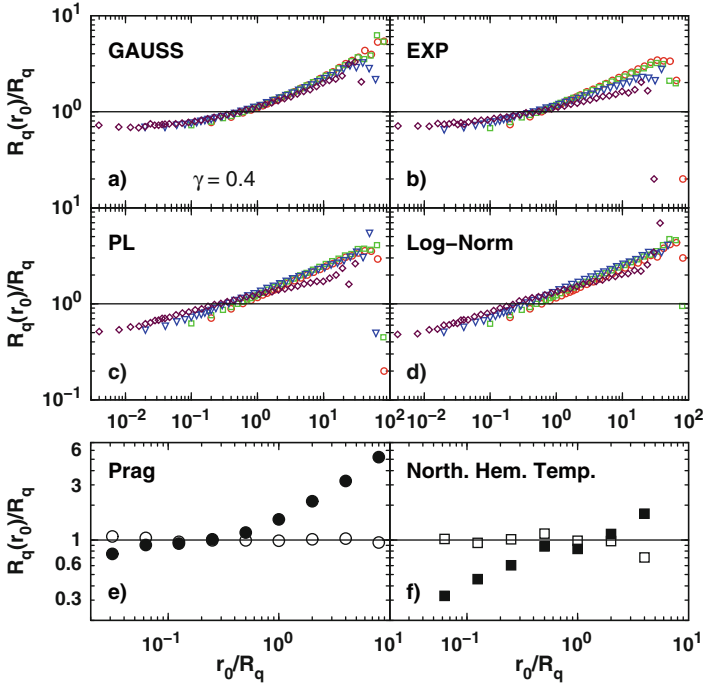 GAUSS
EXP
R_q(r_0)/R_q
10^1
10^0
10^1
a)
γ = 0.4
b)
PL
Log-Norm
R_q(r_0)/R_q
10^1
10^0
10^-1
c)
d)
10^-2 10^-1 10^0 10^1 10^2
10^-2 10^-1 10^0 10^1 10^2
Prag
North. Hem. Temp.
R_q(r_0)/R_q
6
3
1
0.6
0.3
e)
f)
10^-1 10^0 10^1
10^-1 10^0 10^1
r_0/R_q
r_0/R_q